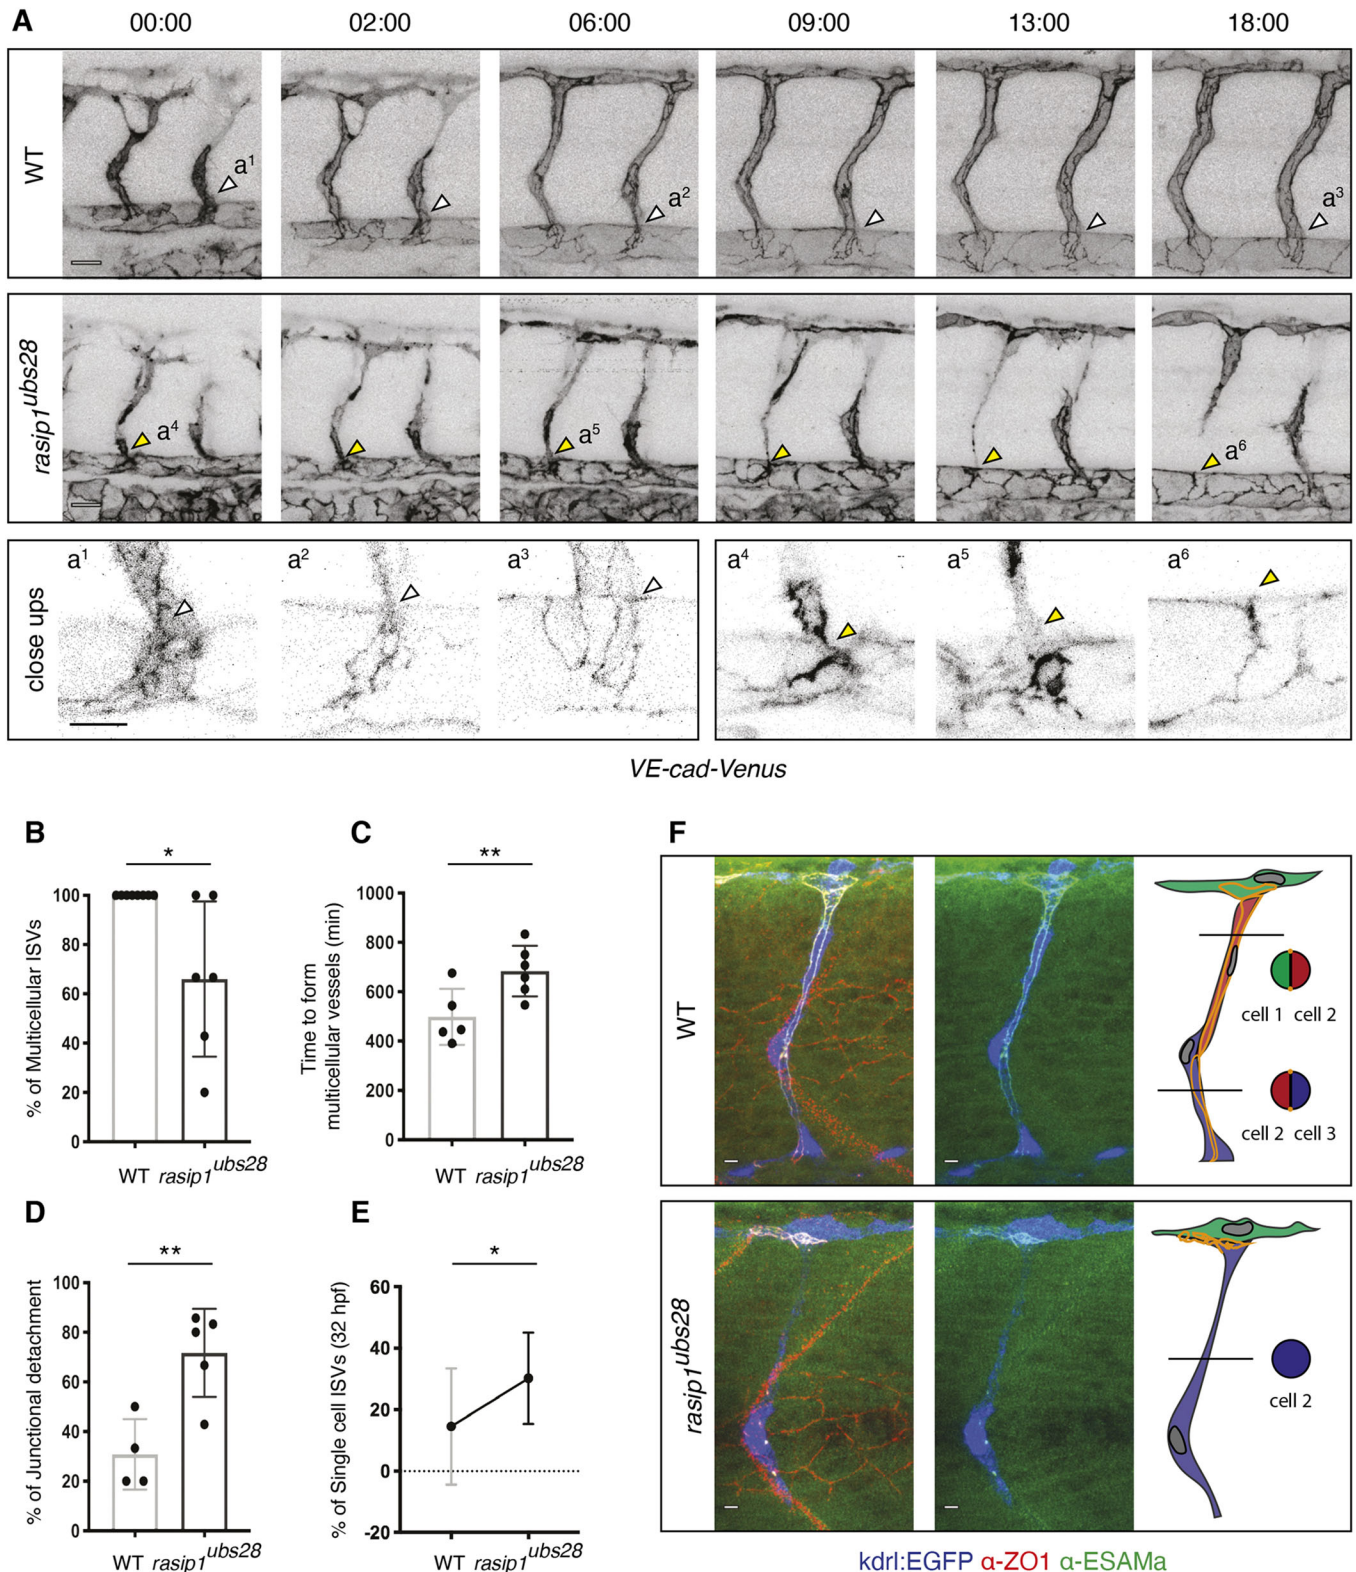 A
00:00 02:00 06:00 09:00 13:00 18:00
WT
a1
a2
a3
rasip1ubs28
a4
a5
a6
close ups
a1 a2 a3 a4 a5 a6
VE-cad-Venus
B
*
% of Multicellular ISVs
100
80
60
40
20
0
WT rasip1ubs28
C
**
Time to form
multicellular vessels (min)
1000
800
600
400
200
0
WT rasip1ubs28
D
**
% of Junctional detachment
100
80
60
40
20
0
WT rasip1ubs28
E
*
% of Single cell ISVs (32 hpf)
60
40
20
0
-20
WT rasip1ubs28
F
WT
cell 1 cell 2
cell 2 cell 3
rasip1ubs28
cell 2
kdrl:EGFP α-ZO1 α-ESAMa